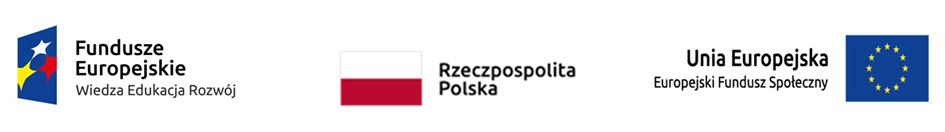 Fundusze
Europejskie
Wiedza Edukacja Rozwój
Rzeczpospolita
Polska
Unia Europejska
Europejski Fundusz Społeczny